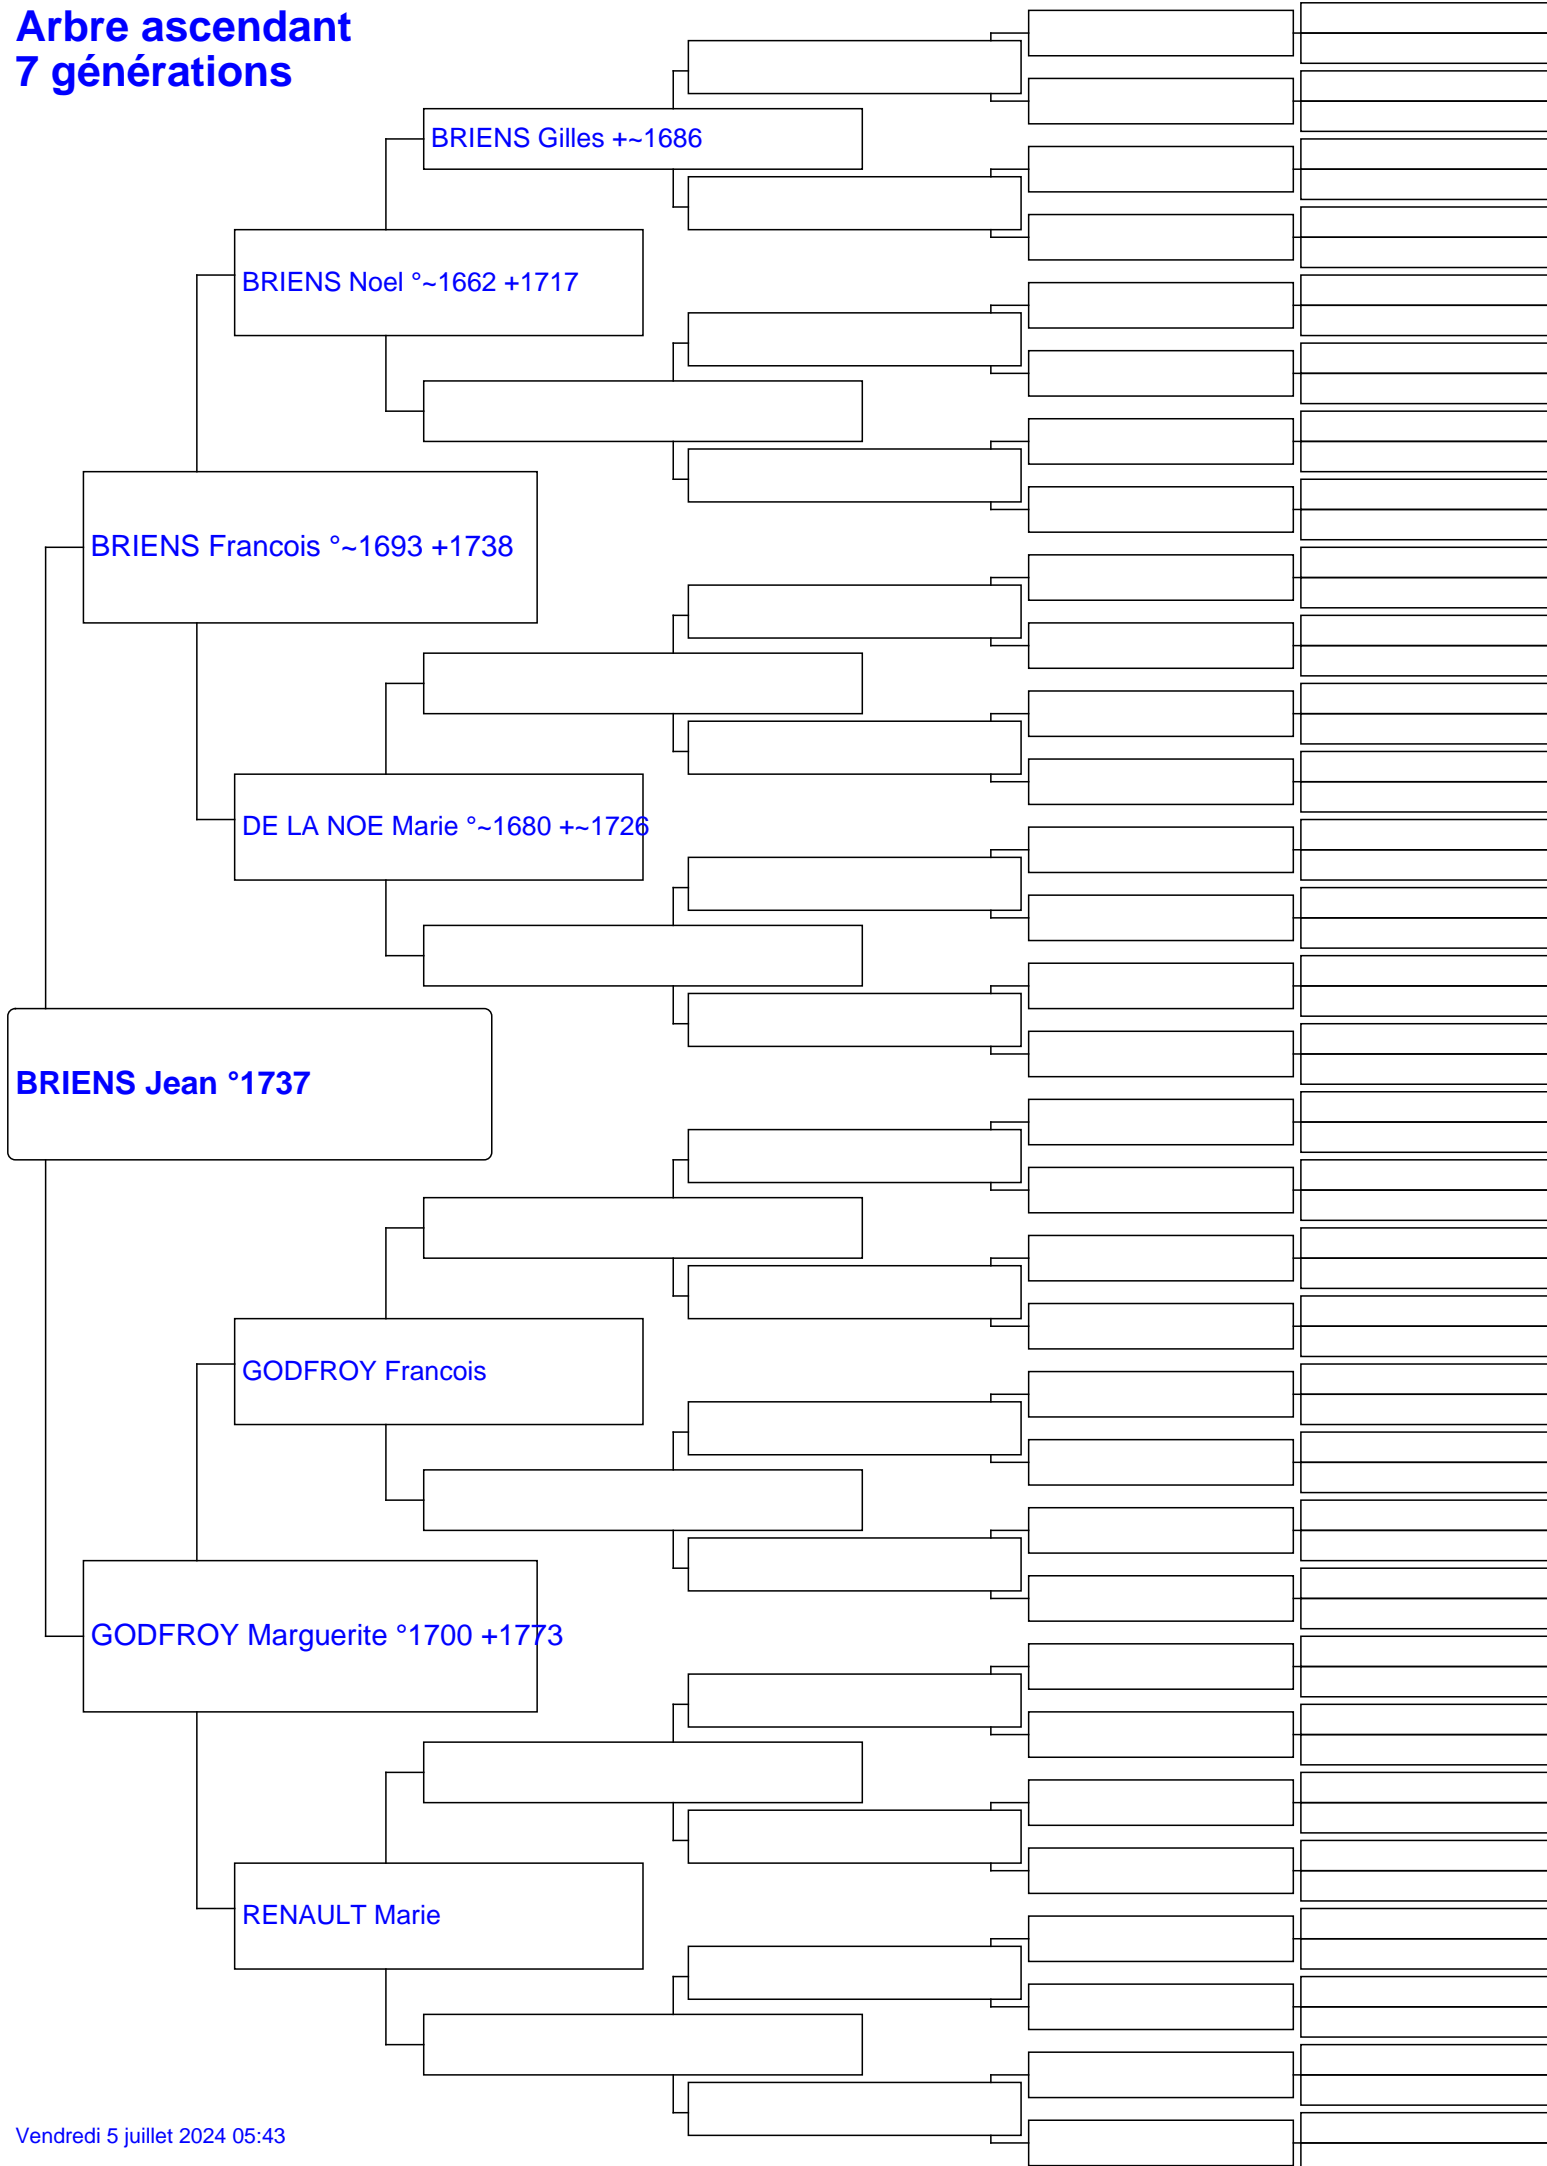 Arbre ascendant
7 générations
BRIENS Gilles +~1686
BRIENS Noel °~1662 +1717
BRIENS Francois °~1693 +1738
DE LA NOE Marie °~1680 +~1726
BRIENS Jean °1737
GODFROY Francois
GODFROY Marguerite °1700 +1773
RENAULT Marie
Vendredi 5 juillet 2024 05:43